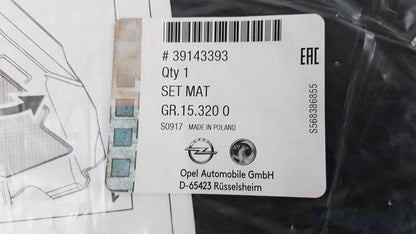 # 39143393
Qty 1
SET MAT
GR.15.320 0
S0917 MADE IN POLAND
EAC
S568386855
Opel Automobile GmbH
D-65423 Rüsselsheim